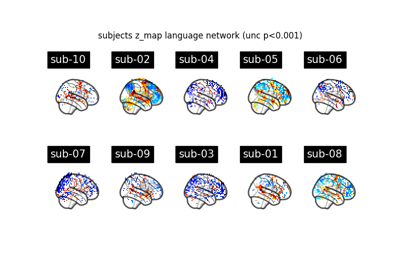 subjects z_map language network (unc p<0.001)
sub-10 sub-02 sub-04 sub-05 sub-06
sub-07 sub-09 sub-03 sub-01 sub-08